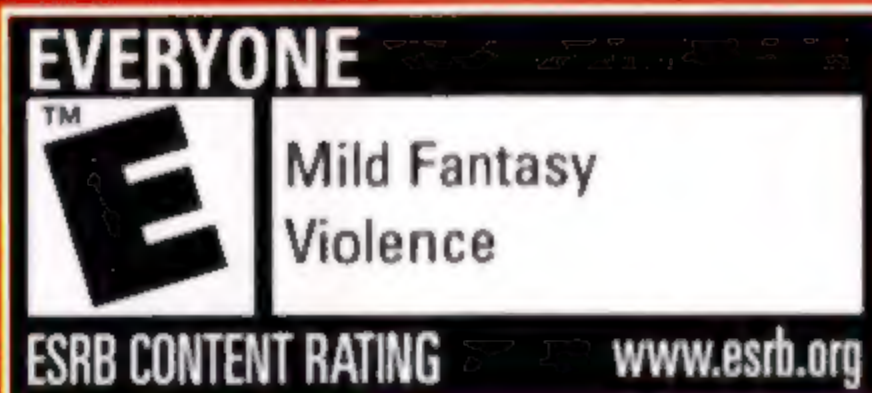 EVERYONE
TM
E
Mild Fantasy
Violence
ESRB CONTENT RATING www.esrb.org